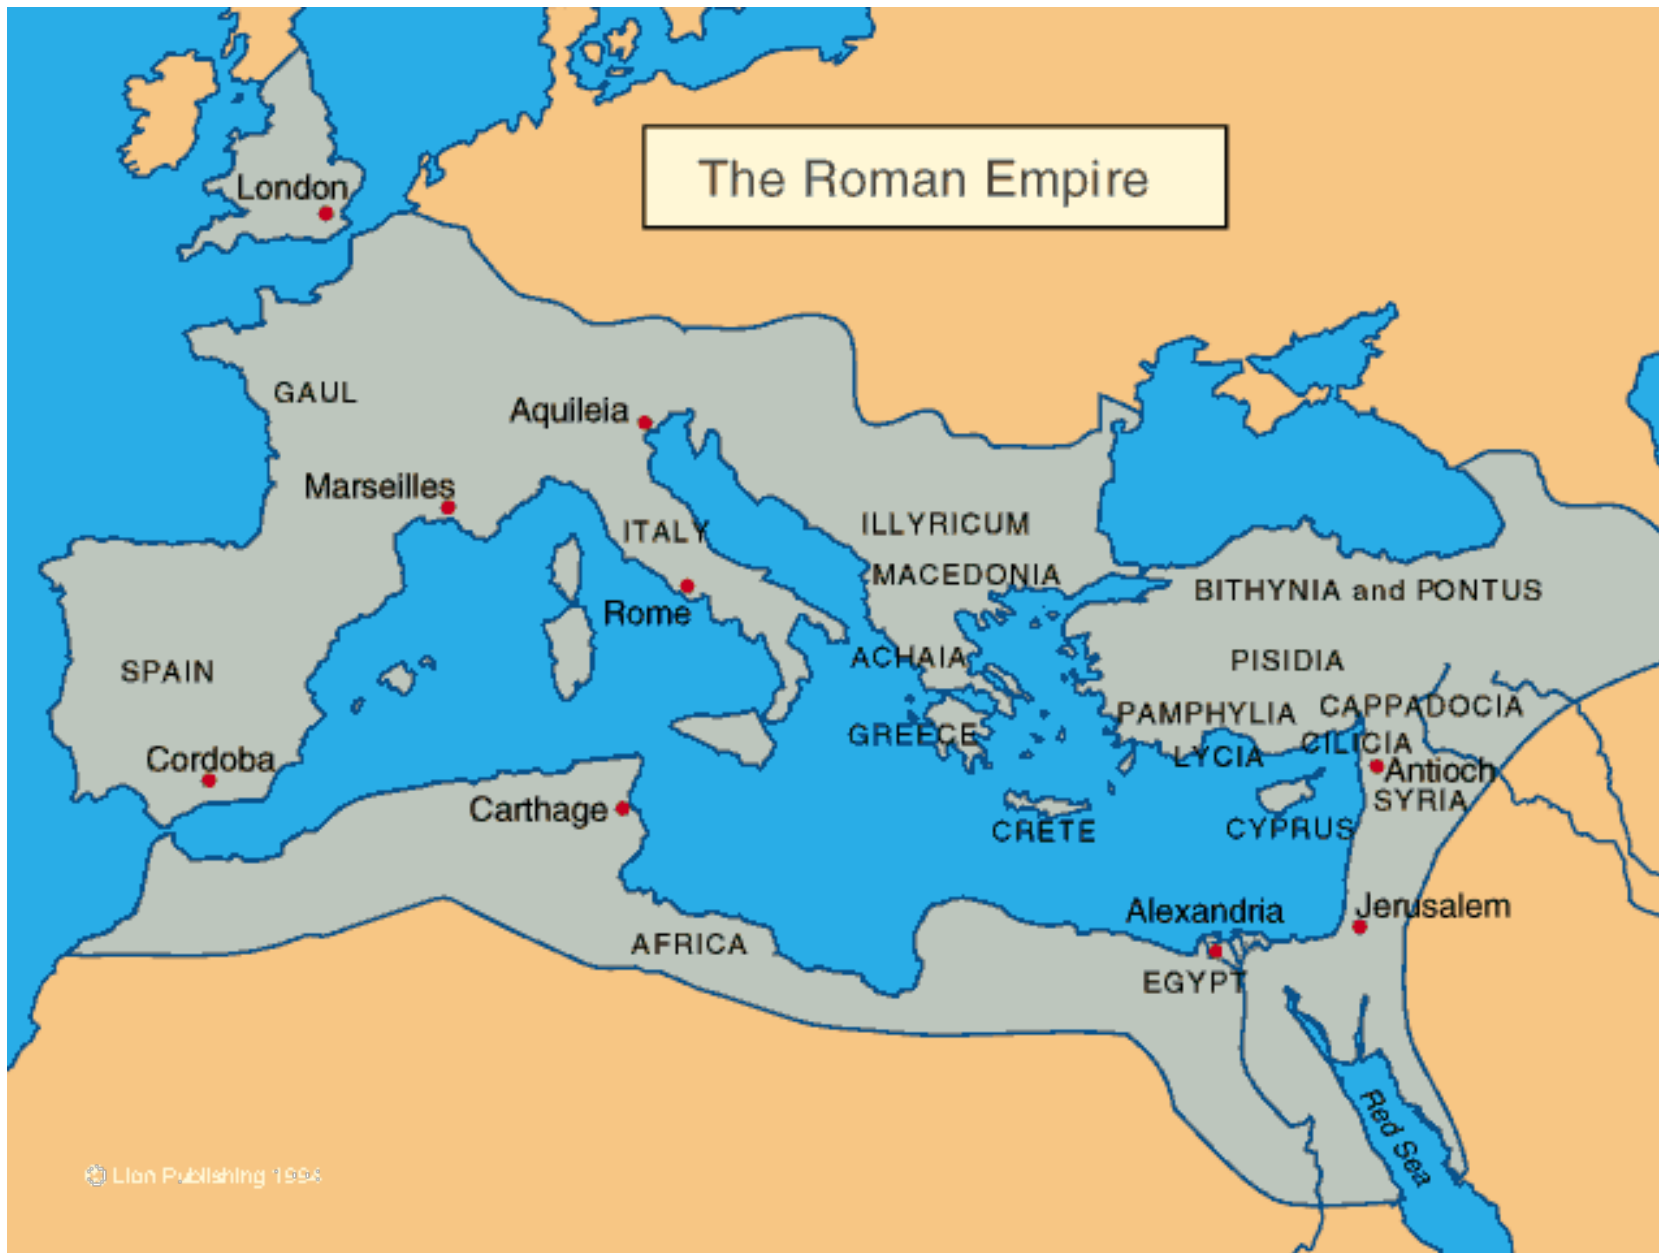 The Roman Empire
London
GAUL
Aquileia
Marseilles
ITALY
ILLYRICUM
MACEDONIA
BITHYNIA and PONTUS
Rome
SPAIN
ACHAIA
PISIDIA
PAMPHYLIA
CAPPADOCIA
GREECE
LYCIA
CILICIA
Cordoba
Antioch
Carthage
SYRIA
CRETE
CYPRUS
Alexandria
Jerusalem
AFRICA
EGYPT
Red Sea
© Lion Publishing 1994